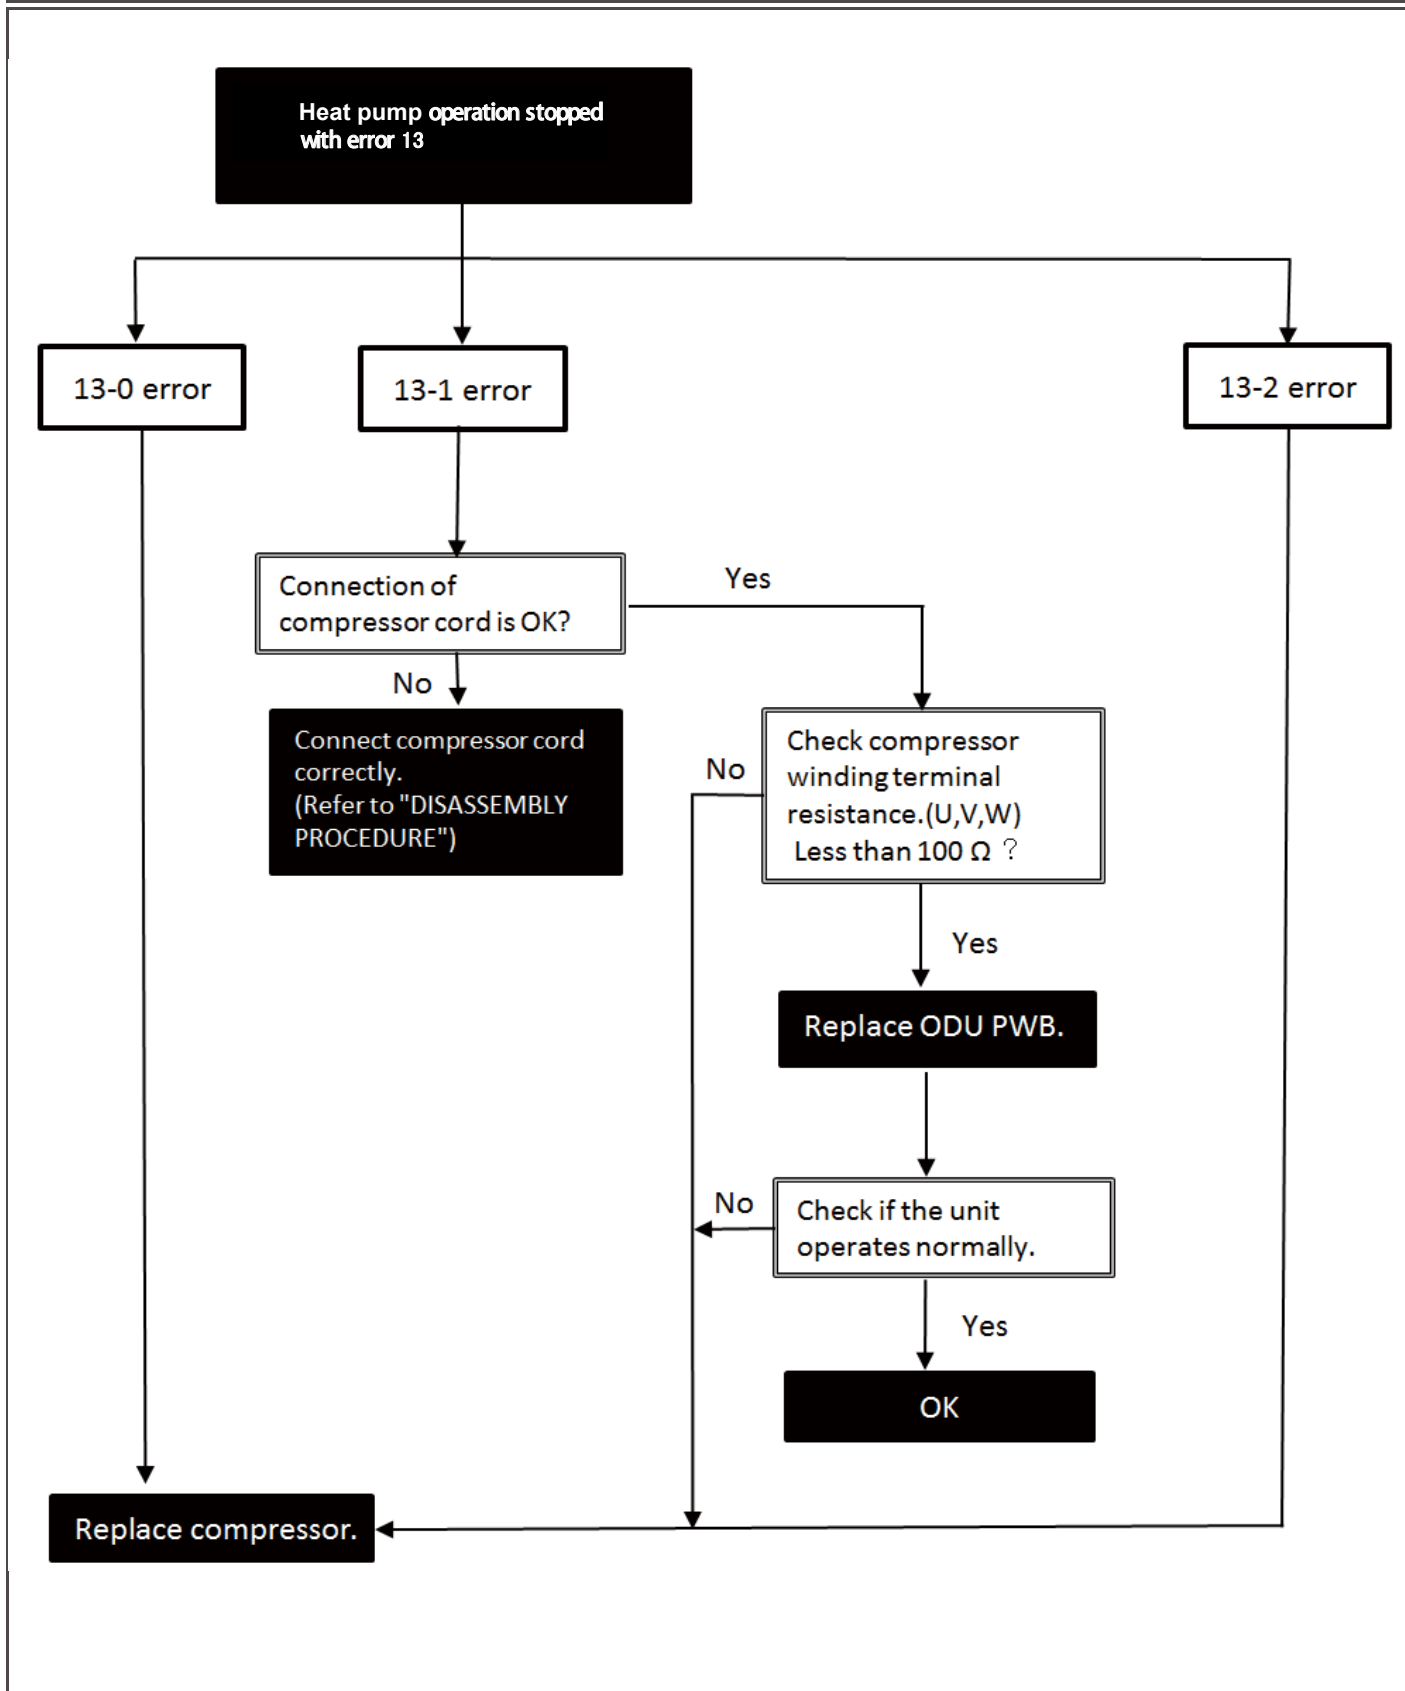 Heat pump operation stopped
with error 13
13-0 error
13-1 error
13-2 error
Connection of
compressor cord is OK?
Yes
No
Connect compressor cord
correctly.
(Refer to "DISASSEMBLY
PROCEDURE")
No
Check compressor
winding terminal
resistance.(U,V,W)
Less than 100 Ω ?
Yes
Replace ODU PWB.
No
Check if the unit
operates normally.
Yes
OK
Replace compressor.